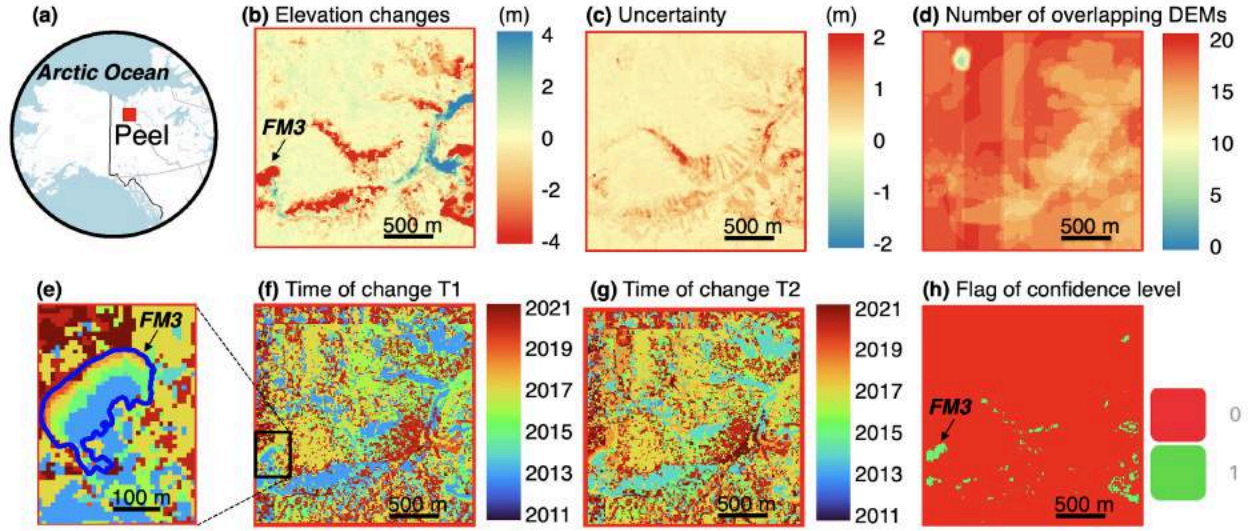 (a)
Arctic Ocean
Peel
(b) Elevation changes (m)
FM3
500 m
4
2
0
-2
-4
(c) Uncertainty (m)
500 m
2
1
0
-1
-2
(d) Number of overlapping DEMs
500 m
20
15
10
5
0
(e)
FM3
100 m
(f) Time of change T1
500 m
2021
2019
2017
2015
2013
2011
(g) Time of change T2
500 m
2021
2019
2017
2015
2013
2011
(h) Flag of confidence level
FM3
500 m
0
1